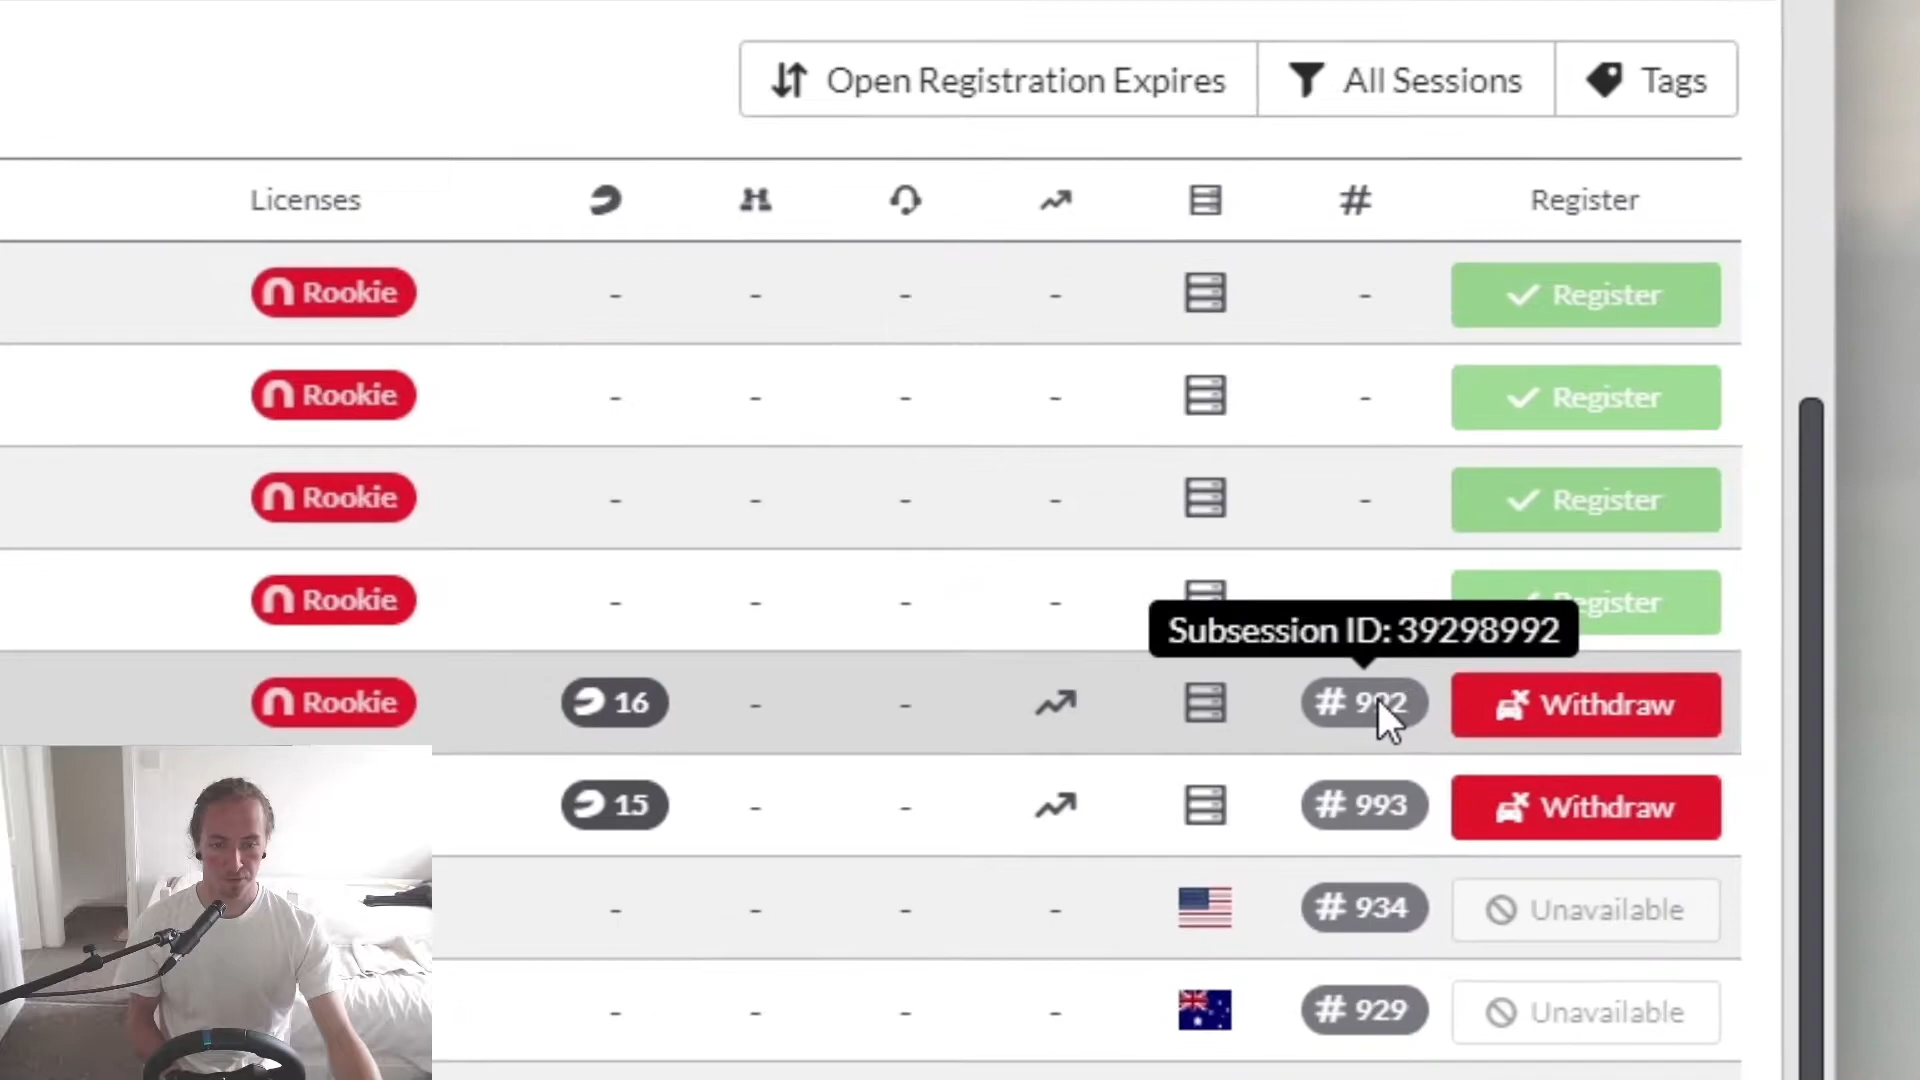 Open Registration Expires All Sessions Tags
Licenses # Register
Rookie - - - - - Register
Rookie - - - - - Register
Rookie - - - - - Register
Rookie - - - -
Subsession ID: 39298992
Rookie 16 - - # Withdraw
15 - - # 993 Withdraw
- - - - # 934 Unavailable
- - - - # 929 Unavailable